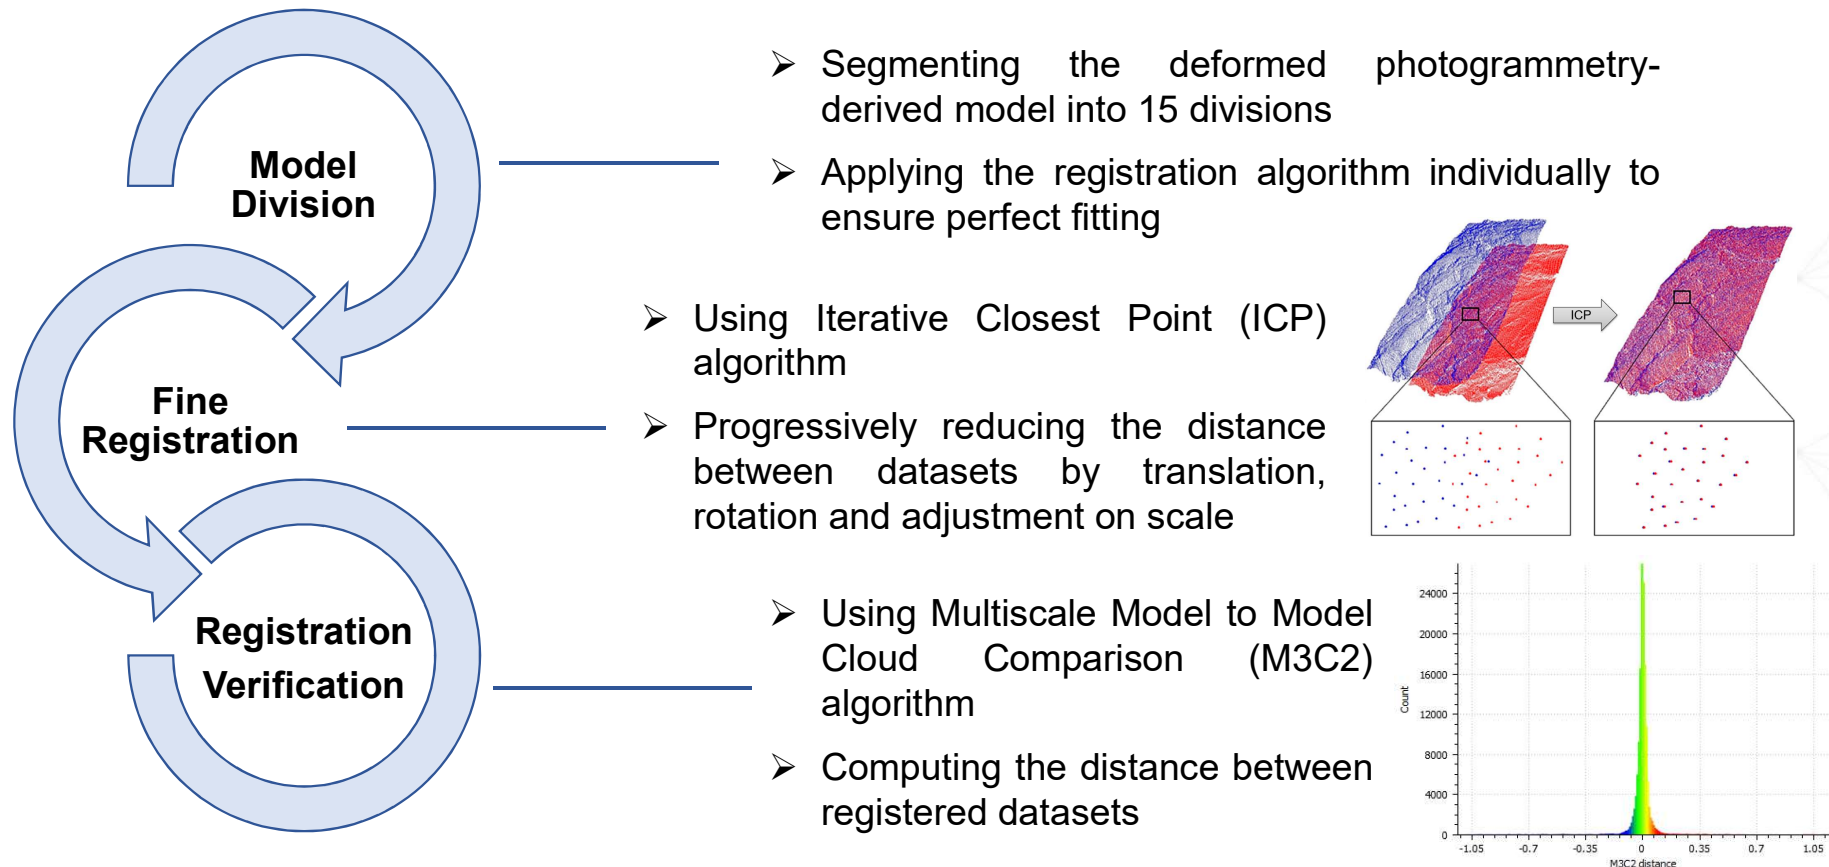 Model
Division
➢ Segmenting the deformed photogrammetry-
derived model into 15 divisions
➢ Applying the registration algorithm individually to
ensure perfect fitting
Fine
Registration
➢ Using Iterative Closest Point (ICP)
algorithm
➢ Progressively reducing the distance
between datasets by translation,
rotation and adjustment on scale
ICP
Registration
Verification
➢ Using Multiscale Model to Model
Cloud Comparison (M3C2)
algorithm
➢ Computing the distance between
registered datasets
Count
24000
20000
16000
12000
8000
4000
0
-1.05 -0.7 -0.35 0 0.35 0.7 1.05
M3C2 distance